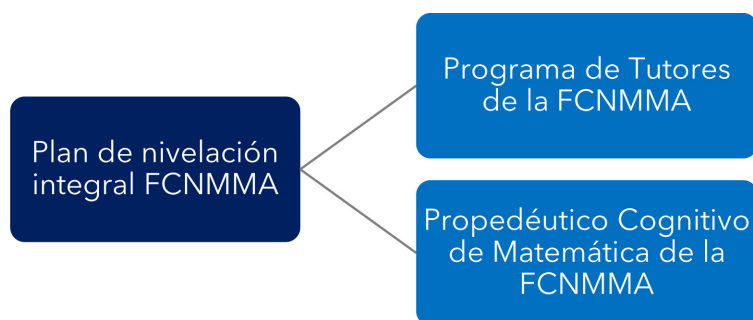 Plan de nivelación
integral FCNMMA
Programa de Tutores
de la FCNMMA
Propedéutico Cognitivo
de Matemática de la
FCNMMA